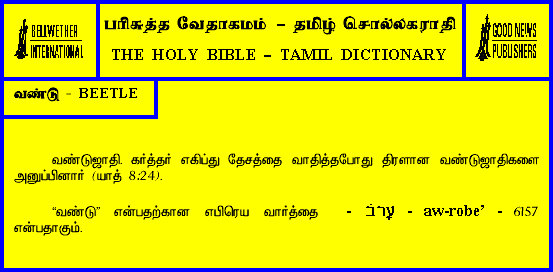 BELLWETHER
INTERNATIONAL
பரிசுத்த வேதாகமம் – தமிழ் சொல்லகராதி
THE HOLY BIBLE – TAMIL DICTIONARY
GOOD NEWS
PUBLISHERS
வண்டு - BEETLE
வண்டுஜாதி. கர்த்தர் எகிப்து தேசத்தை வாதித்தபோது திரளான வண்டுஜாதிகளை
அனுப்பினார் (யாத் 8:24).
“வண்டு” என்பதற்கான எபிரெய வார்த்தை - עָרֹב - aw-robe’ - 6157
என்பதாகும்.